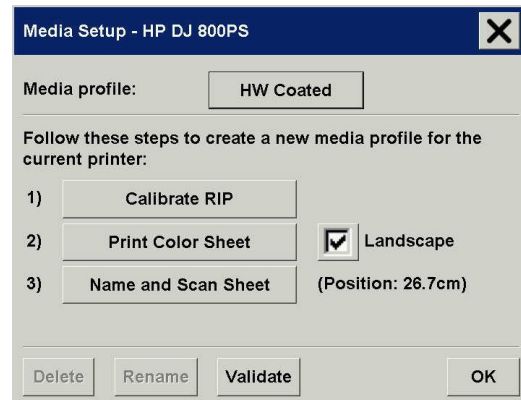 Media Setup - HP DJ 800PS
Media profile: HW Coated
Follow these steps to create a new media profile for the
current printer:
1) Calibrate RIP
2) Print Color Sheet Landscape
3) Name and Scan Sheet (Position: 26.7cm)
Delete Rename Validate OK